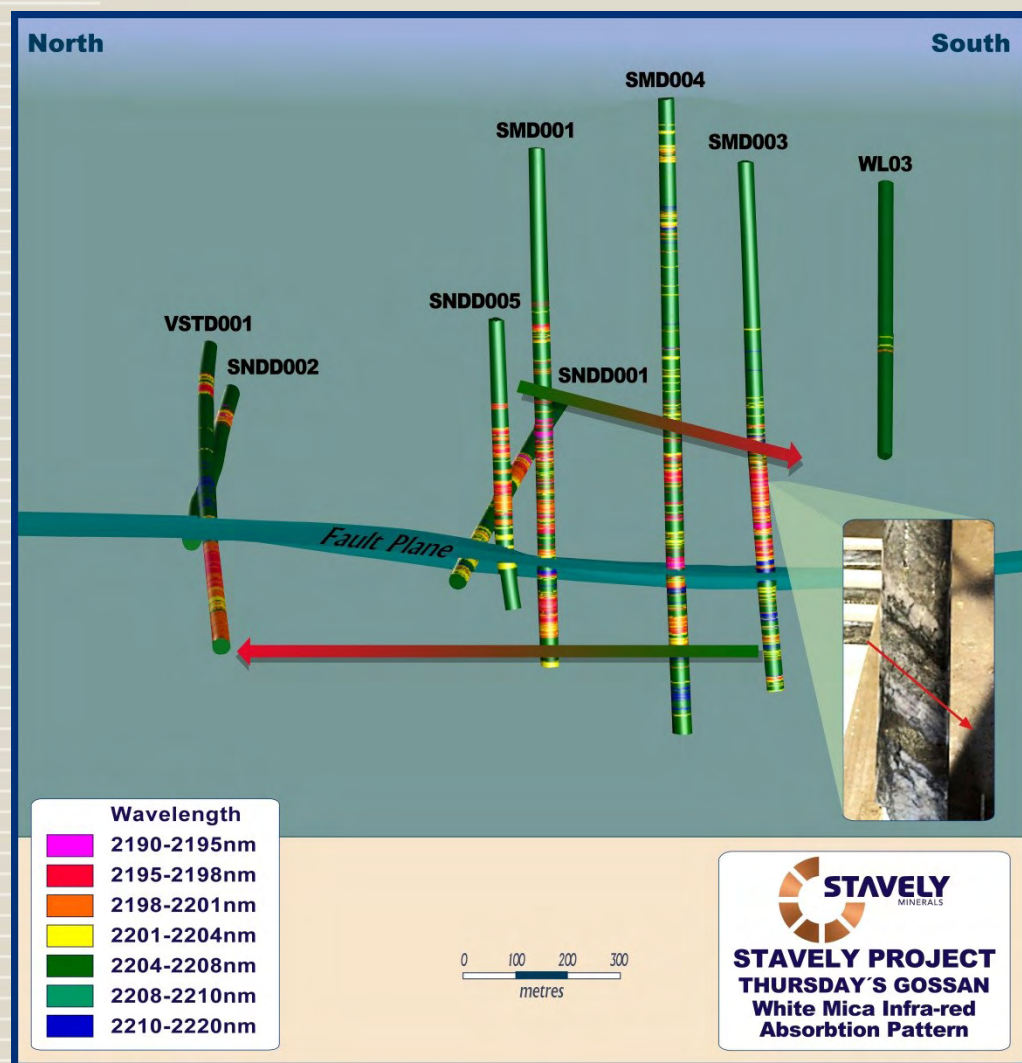 North
South
SMD004
SMD001
SMD003
WL03
SNDD005
VSTD001
SNDD002
SNDD001
Fault Plane
Wavelength
2190-2195nm
2195-2198nm
2198-2201nm
2201-2204nm
2204-2208nm
2208-2210nm
2210-2220nm
0 100 200 300
metres
STAVELY
MINERALS
STAVELY PROJECT
THURSDAY´S GOSSAN
White Mica Infra-red
Absorbtion Pattern